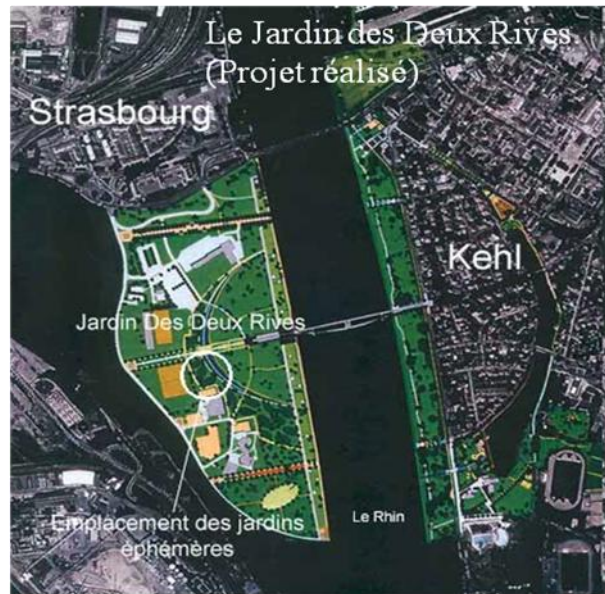 Le Jardin des Deux Rives
(Projet réalisé)
Strasbourg
Kehl
Jardin Des Deux Rives
Emplacement des jardins
éphémères
Le Rhin